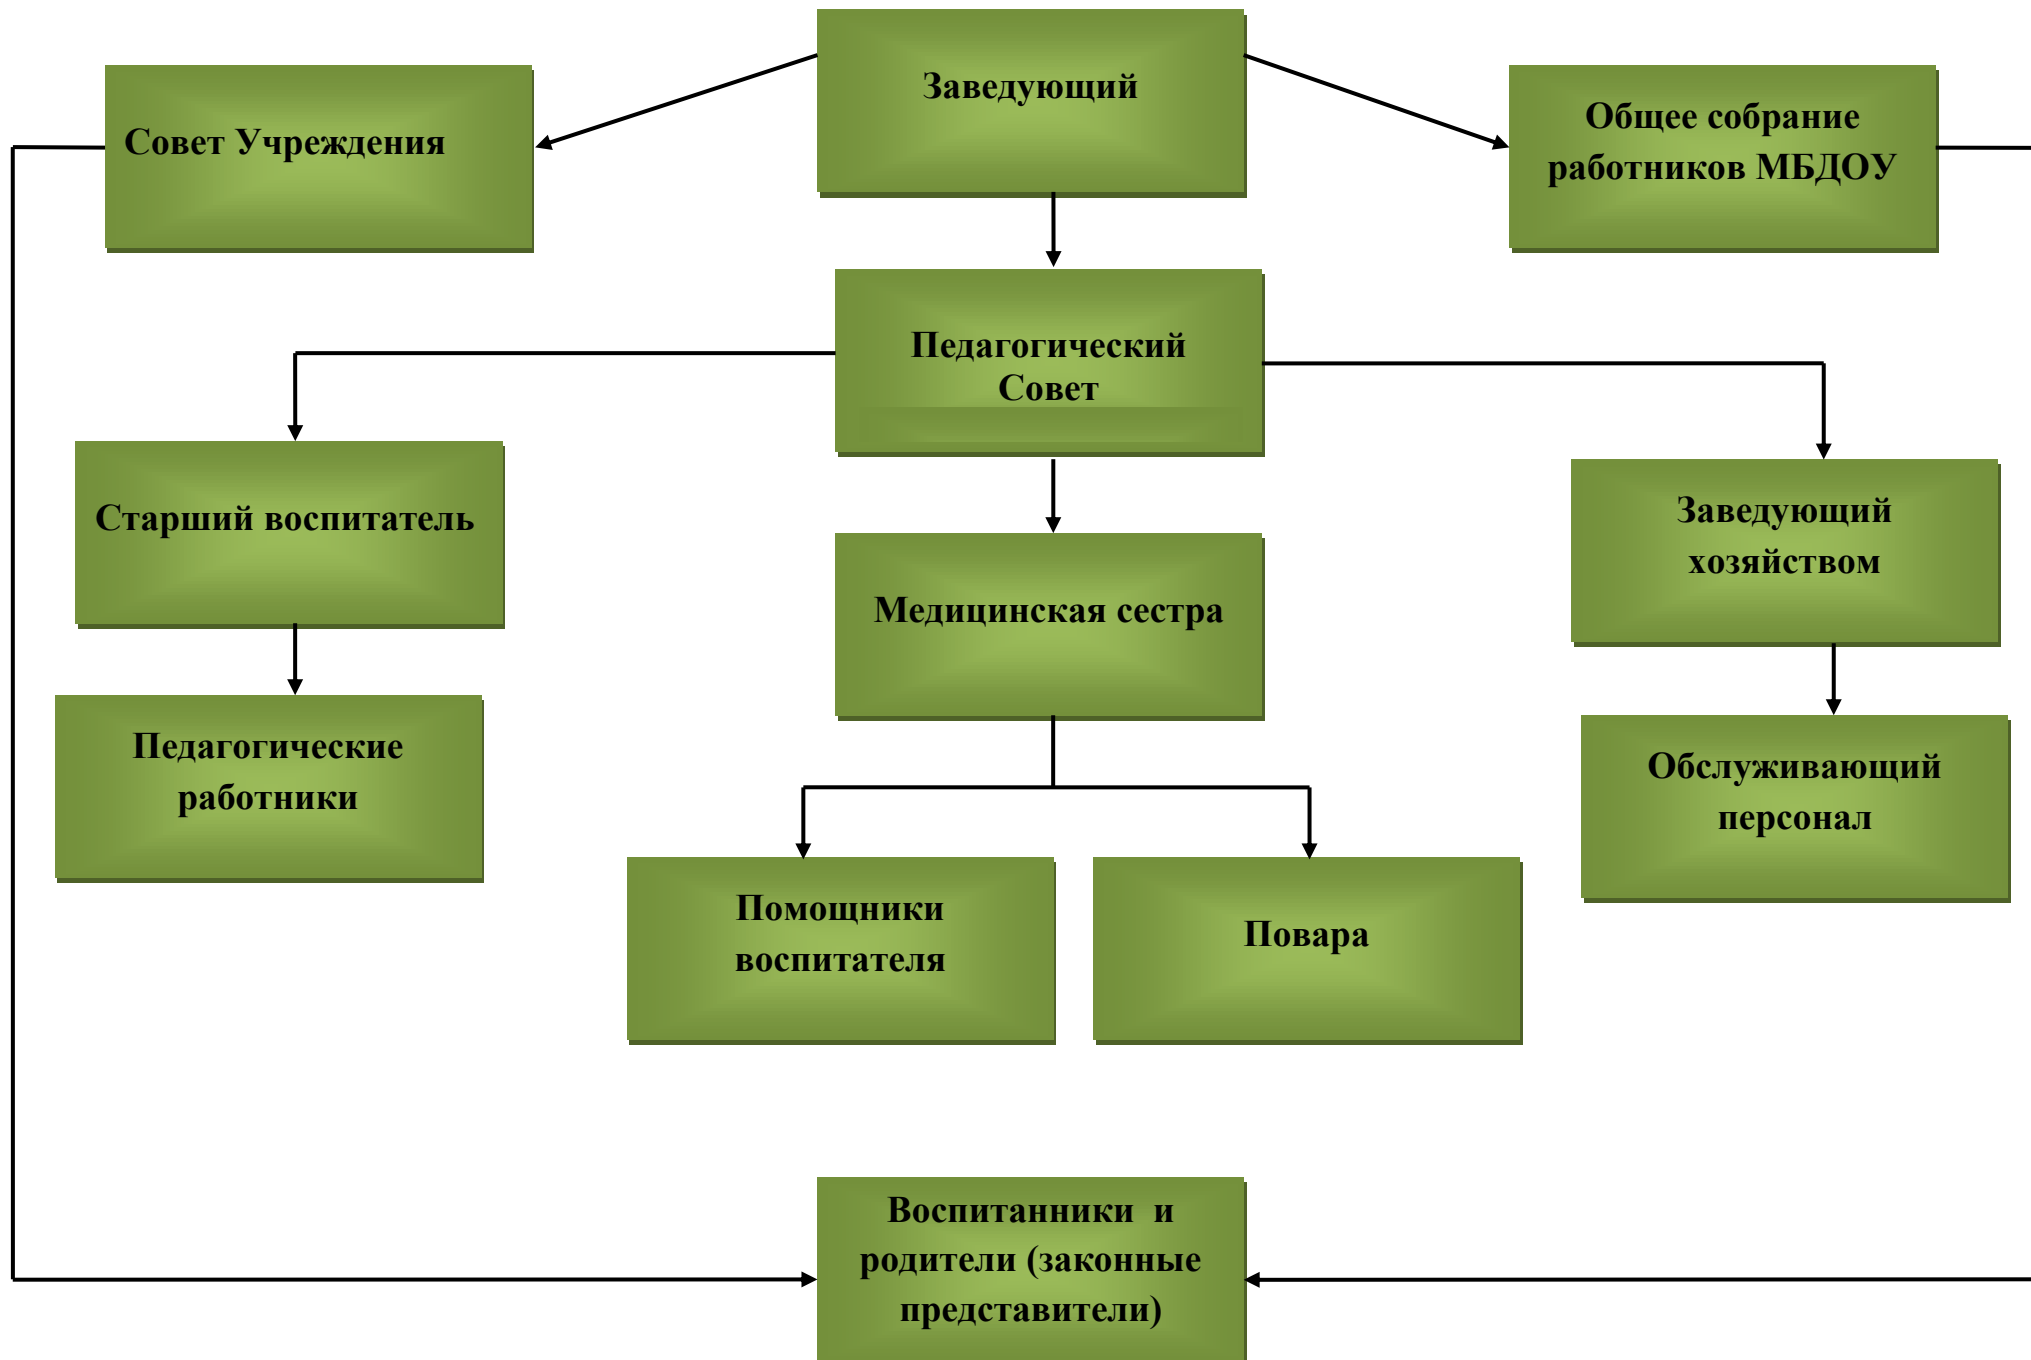 Заведующий
Совет Учреждения
Общее собрание
работников МБДОУ
Педагогический
Совет
Старший воспитатель
Заведующий
хозяйством
Медицинская сестра
Педагогические
работники
Обслуживающий
персонал
Помощники
воспитателя
Повара
Воспитанники и
родители (законные
представители)